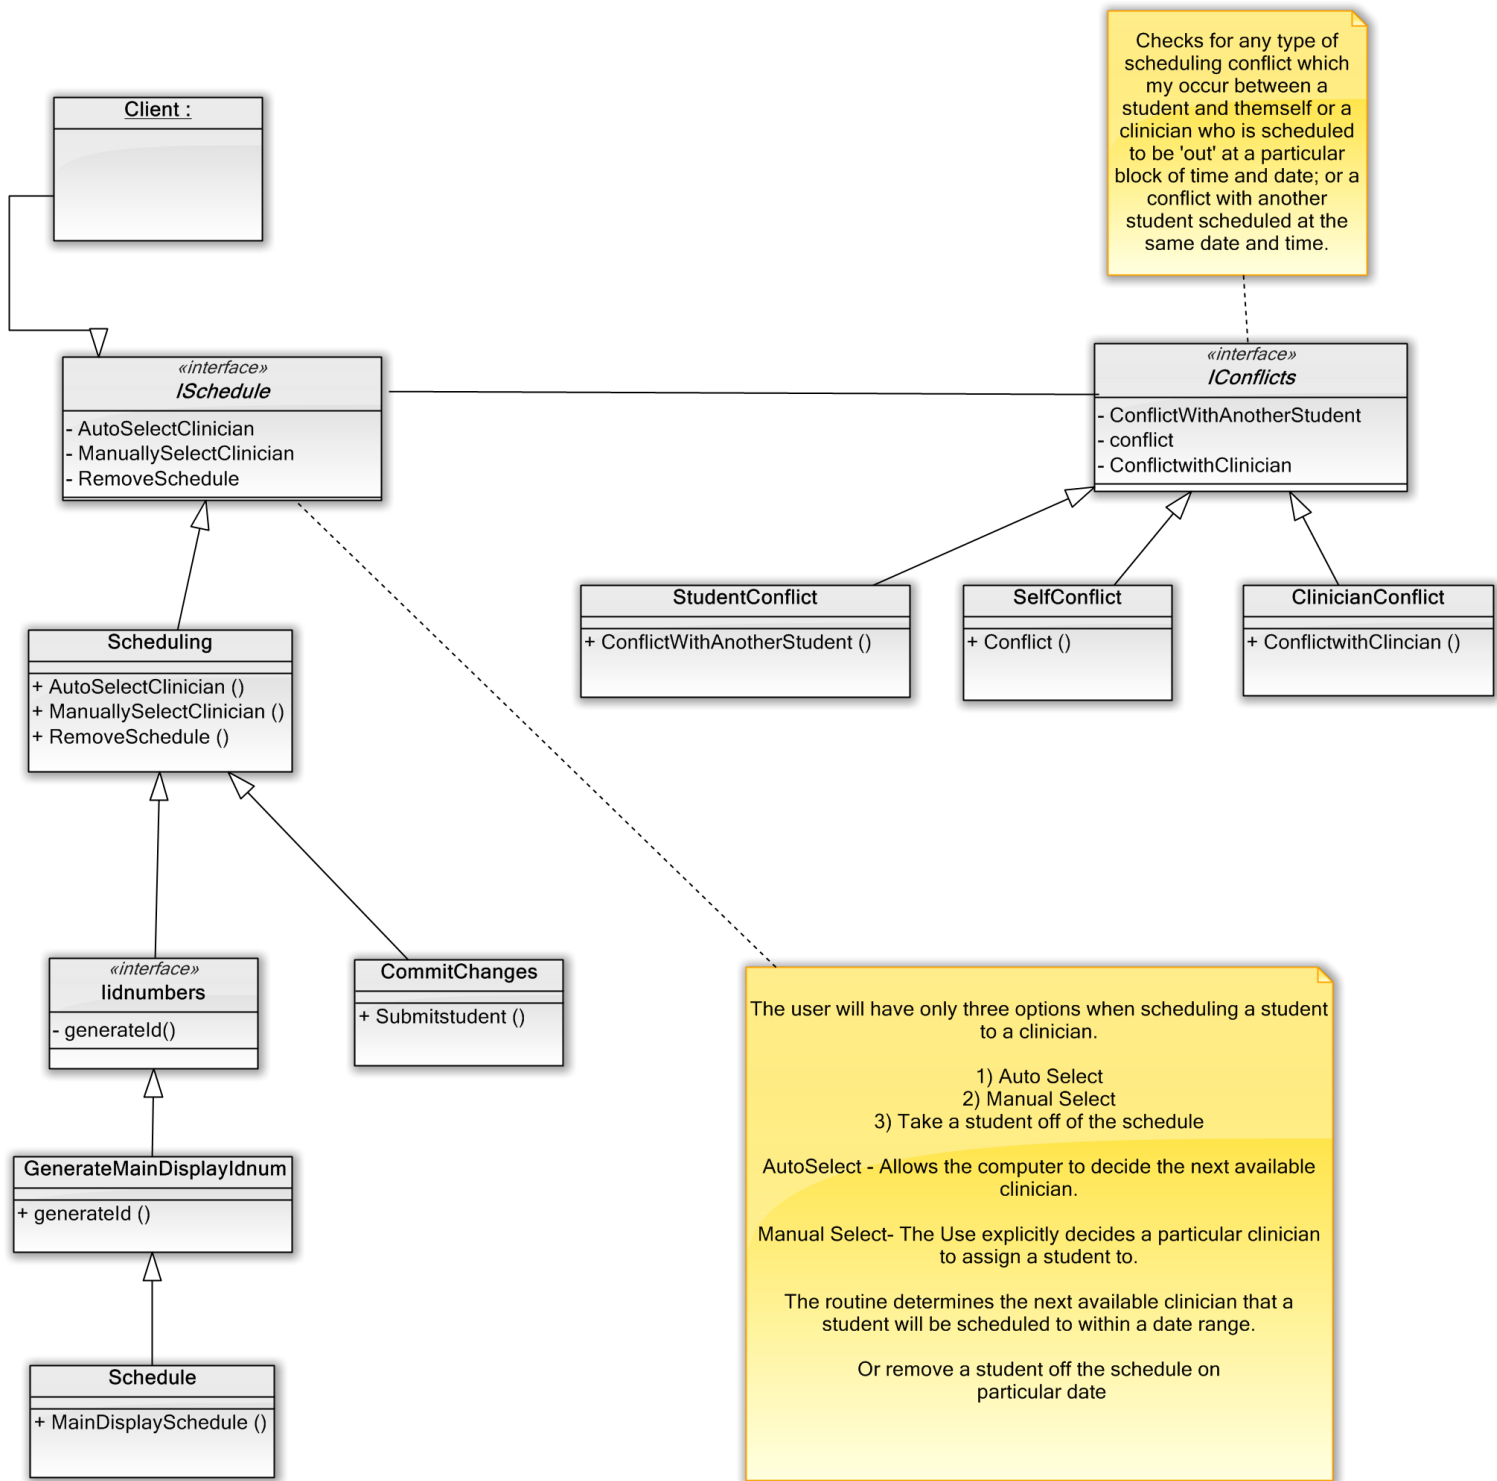 Checks for any type of
scheduling conflict which
my occur between a
student and themself or a
clinician who is scheduled
to be 'out' at a particular
block of time and date; or a
conflict with another
student scheduled at the
same date and time.
Client :
«interface»
ISchedule
- AutoSelectClinician
- ManuallySelectClinician
- RemoveSchedule
«interface»
IConflicts
- ConflictWithAnotherStudent
- conflict
- ConflictwithClinician
StudentConflict
+ ConflictWithAnotherStudent ()
SelfConflict
+ Conflict ()
ClinicianConflict
+ ConflictwithClincian ()
Scheduling
+ AutoSelectClinician ()
+ ManuallySelectClinician ()
+ RemoveSchedule ()
«interface»
Iidnumbers
- generateId()
CommitChanges
+ Submitstudent ()
GenerateMainDisplayIdnum
+ generateId ()
Schedule
+ MainDisplaySchedule ()
The user will have only three options when scheduling a student
to a clinician.
1) Auto Select
2) Manual Select
3) Take a student off of the schedule
AutoSelect - Allows the computer to decide the next available
clinician.
Manual Select- The Use explicitly decides a particular clinician
to assign a student to.
The routine determines the next available clinician that a
student will be scheduled to within a date range.
Or remove a student off the schedule on
particular date